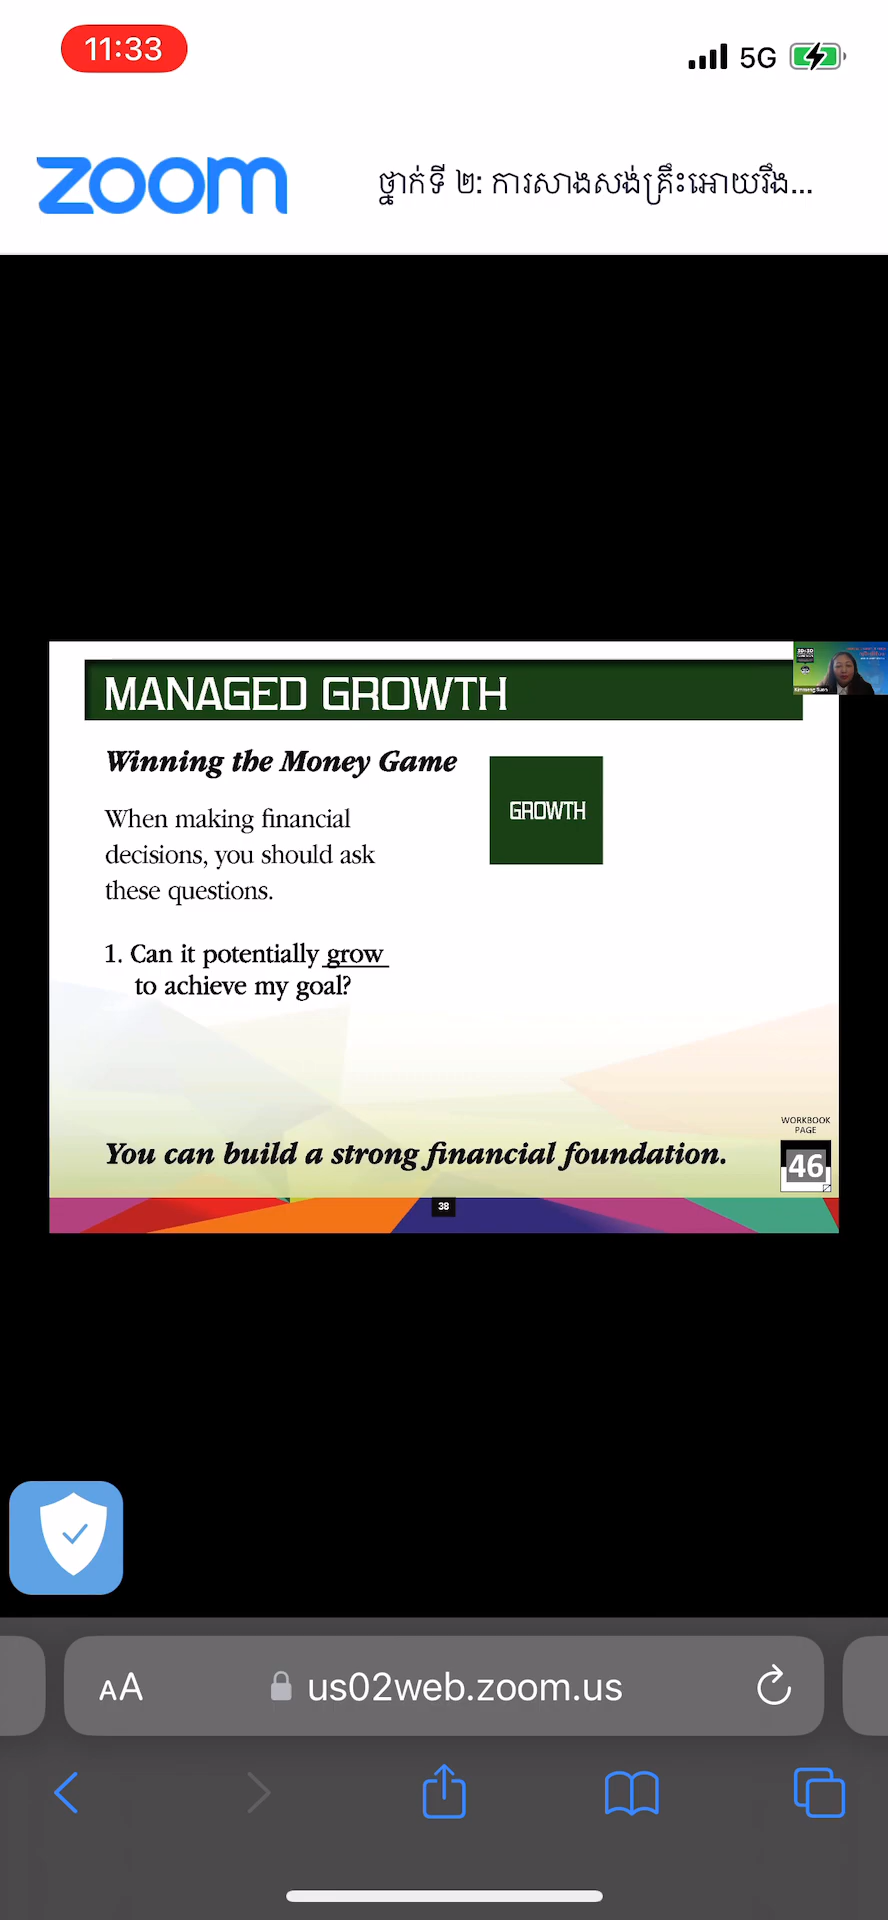 11:33
5G
zoom
ថ្នាក់ទី ២: ការសាងសង់គ្រឹះអោយរឹង...
MANAGED GROWTH
Winning the Money Game
GROWTH
When making financial
decisions, you should ask
these questions.
1. Can it potentially grow
to achieve my goal?
WORKBOOK
PAGE
46
You can build a strong financial foundation.
38
AA
us02web.zoom.us